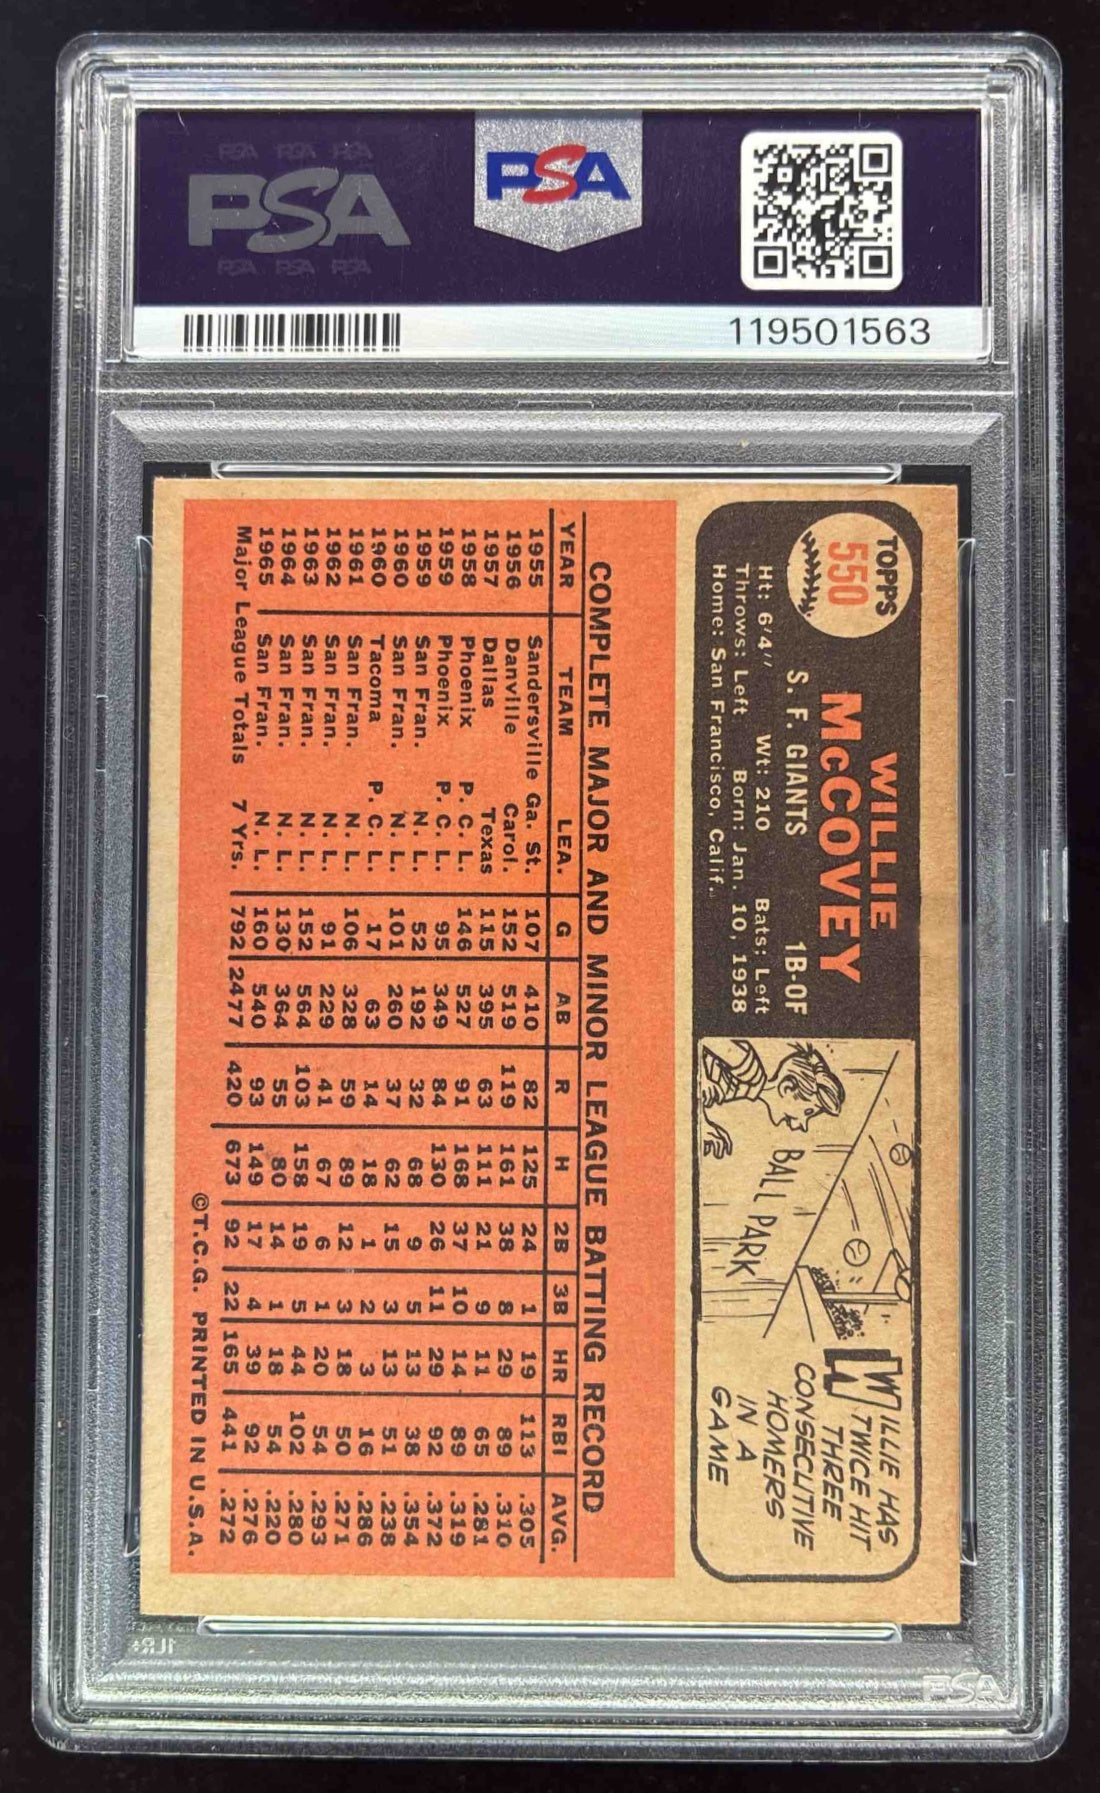 PSA PSA PSA
PSA
PSA PSA PSA
PSA
119501563
TOPPS
550
WILLIE
McCOVEY
S. F. GIANTS 1B-OF
Ht: 6'4" Wt: 210 Bats: Left
Throws: Left Born: Jan. 10, 1938
Home: San Francisco, Calif.
BALL PARK
WILLIE HAS
TWICE HIT
THREE
CONSECUTIVE
HOMERS
IN A
GAME
COMPLETE MAJOR AND MINOR LEAGUE BATTING RECORD
YEAR TEAM LEA. G AB R H 2B 3B HR RBI AVG.
1955 Sandersville Ga. St. 107 410 82 125 24 1 19 113 .305
1956 Danville Carol. 152 519 119 161 38 8 29 89 .310
1957 Dallas Texas 115 395 63 111 21 9 11 65 .281
1958 Phoenix P. C. L. 146 527 91 168 37 10 14 89 .319
1959 Phoenix P. C. L. 95 349 84 130 26 11 29 92 .372
1959 San Fran. N. L. 52 192 32 68 9 5 13 38 .354
1960 San Fran. N. L. 101 260 37 62 15 3 13 51 .238
1960 Tacoma P. C. L. 17 63 14 18 1 2 3 16 .286
1961 San Fran. N. L. 106 328 59 89 12 3 18 50 .271
1962 San Fran. N. L. 91 229 41 67 6 1 20 54 .293
1963 San Fran. N. L. 152 564 103 158 19 5 44 102 .280
1964 San Fran. N. L. 130 364 55 80 14 1 18 54 .220
1965 San Fran. N. L. 160 540 93 149 17 4 39 92 .276
Major League Totals 7 Yrs. 792 2477 420 673 92 22 165 441 .272
©T.C.G. PRINTED IN U.S.A.
PSA